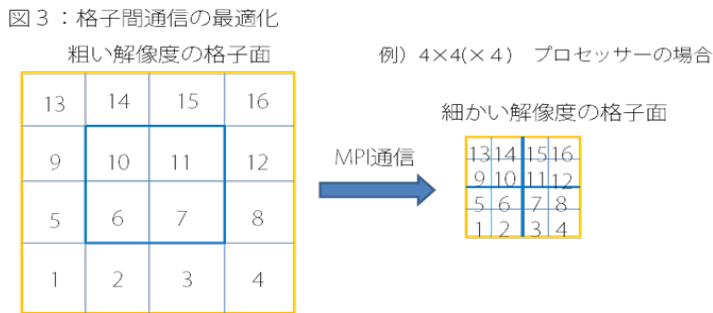 図３：格子間通信の最適化
粗い解像度の格子面
例）4×4(×４）　プロセッサーの場合
細かい解像度の格子面
13 14 15 16
9 10 11 12
5 6 7 8
1 2 3 4
MPI通信
13 14 15 16
9 10 11 12
5 6 7 8
1 2 3 4